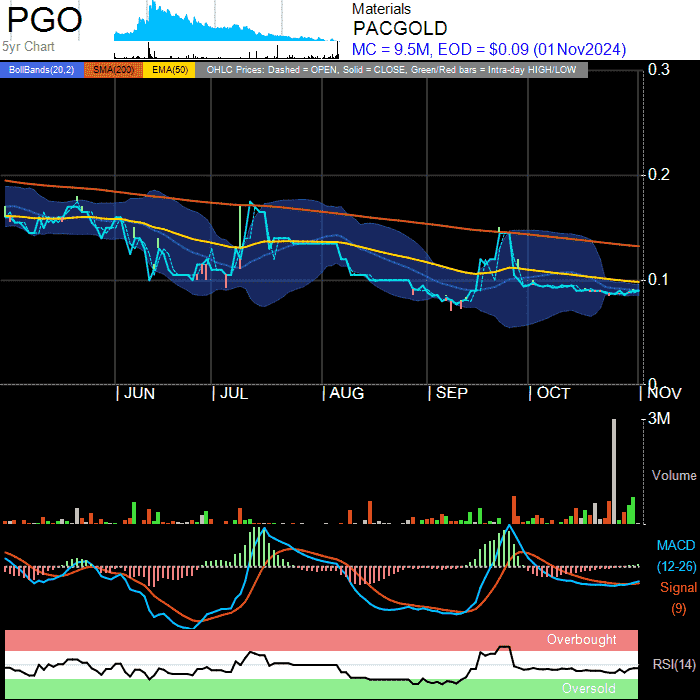 PGO
5yr Chart
Materials
PACGOLD
MC = 9.5M, EOD = $0.09 (01Nov2024)
BollBands(20,2) SMA(200) EMA(50) OHLC Prices: Dashed = OPEN, Solid = CLOSE, Green/Red bars = Intra-day HIGH/LOW
0.3
0.2
0.1
0
JUN JUL AUG SEP OCT NOV
3M
Volume
MACD
(12-26)
Signal
(9)
Overbought
RSI(14)
Oversold